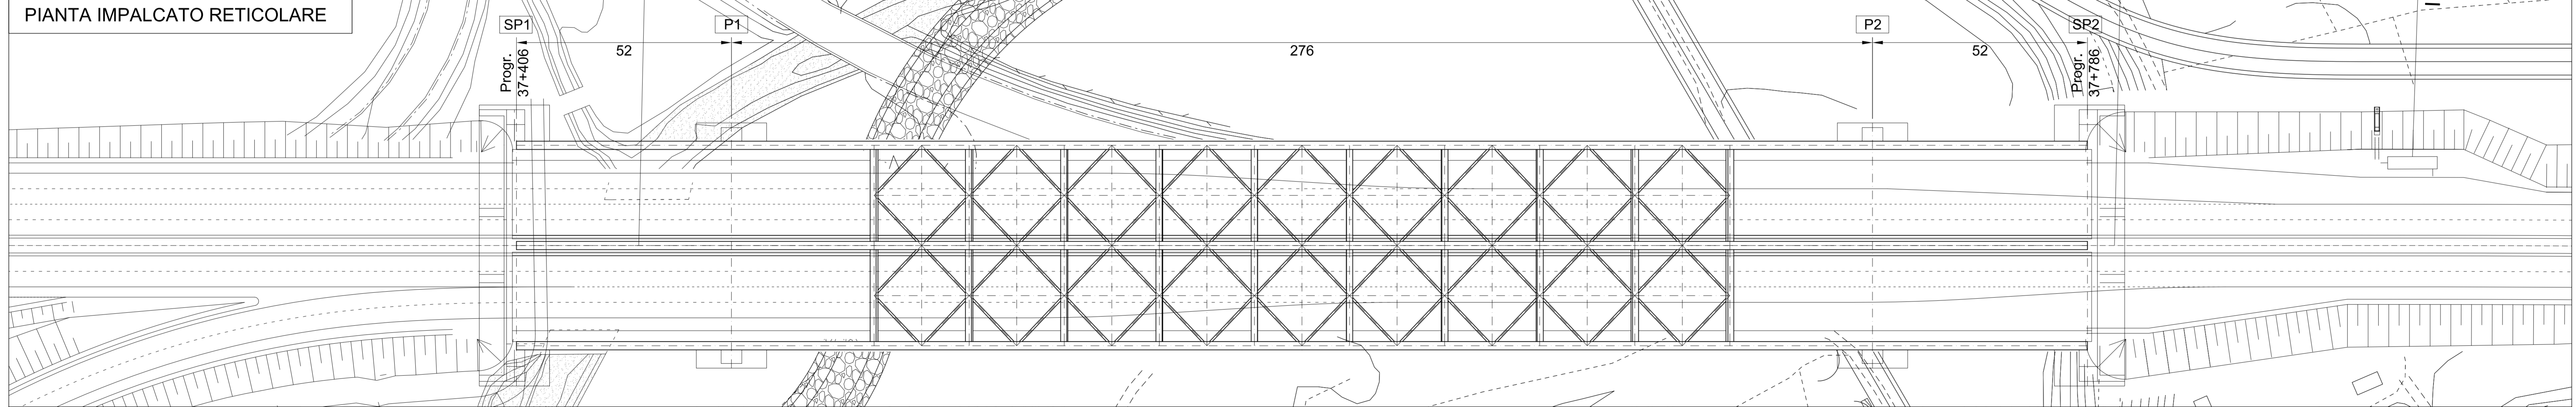 PIANTA IMPALCATO RETICOLARE
SP1
P1
P2
SP2
52
276
52
Progr.
37+406
Progr.
37+786